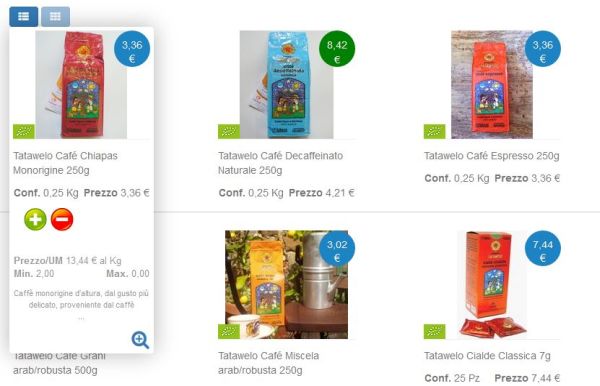 3,36
€
8,42
€
3,36
€
Tatawelo Café Chiapas
Monorigine 250g
Conf. 0,25 Kg Prezzo 3,36 €
Tatawelo Café Decaffeinato
Naturale 250g
Conf. 0,25 Kg Prezzo 4,21 €
Tatawelo Café Espresso 250g
Conf. 0,25 Kg Prezzo 3,36 €
Prezzo/UM 13,44 € al Kg
Min. 2,00 Max. 0.00
Caffè monorigine d'altura, dal gusto più
delicato, proveniente dal caffè
...
3,02
€
7,44
€
Tatawelo Café Grani
arab/robusta 500g
Tatawelo Café Miscela
arab/robusta 250g
Tatawelo Cialde Classica 7g
Conf. 25 Pz Prezzo 7,44 €